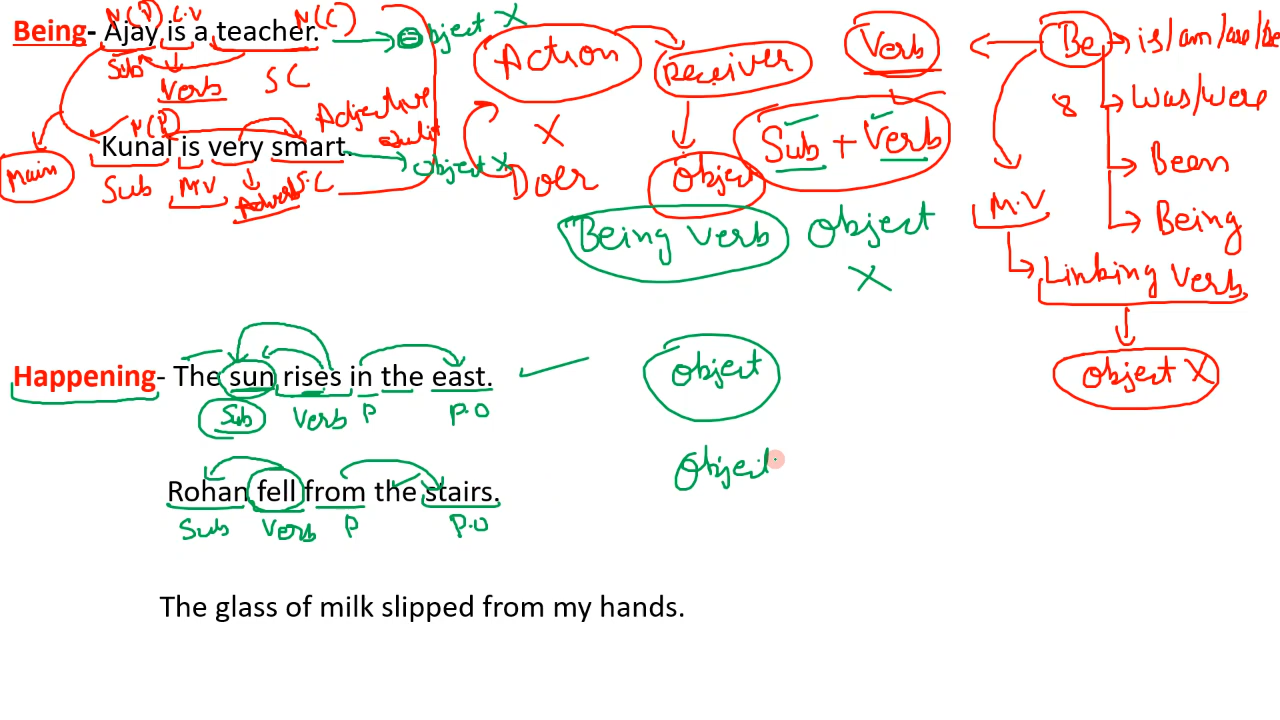 N(P) L.V N(C)
Being- Ajay is a teacher. Object X
Sub Verb SC
N(P) Adjective
Kunal is very smart. Object X
Main Sub M.V Adverb S.C
Action Receiver
X
Doer Object
Verb
Sub + Verb
Being Verb Object
X
Be is/am/are
8 was/were
Been
Being
M.V
Linking Verb
Object X
Happening- The sun rises in the east.
Sub Verb P P.O
Object
Rohan fell from the stairs.
Sub Verb P P.O
Object
The glass of milk slipped from my hands.